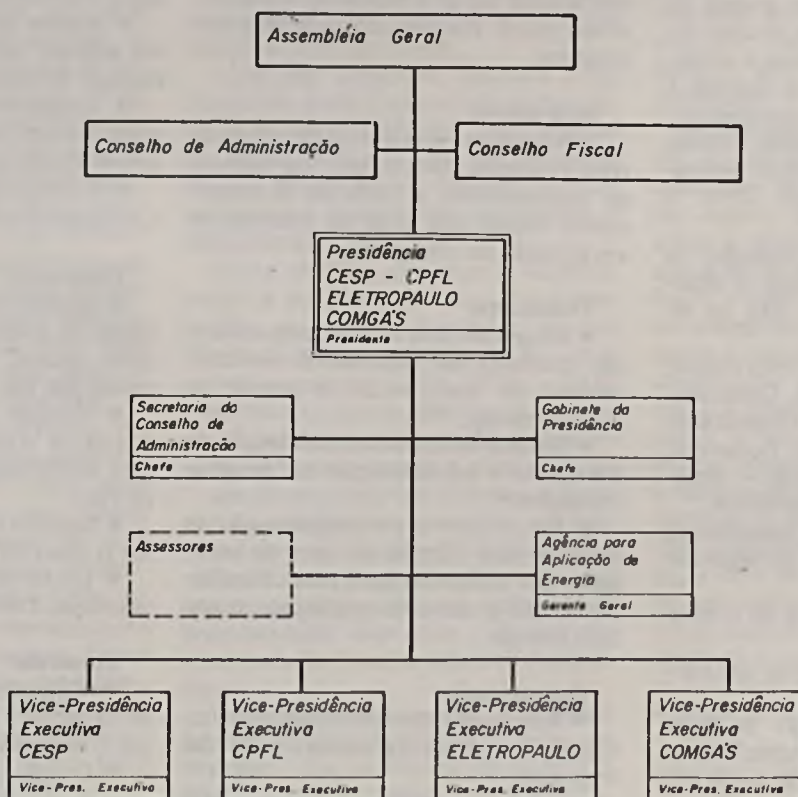 Assembléia Geral
Conselho de Administração
Conselho Fiscal
Presidência
CESP - CPFL
ELETROPAULO
COMGÁS
Presidente
Secretaria do
Conselho de
Administração
Chefe
Gabinete da
Presidência
Chefe
Assessores
Agência para
Aplicação de
Energia
Gerente Geral
Vice-Presidência
Executiva
CESP
Vice-Pres. Executivo
Vice-Presidência
Executiva
CPFL
Vice-Pres. Executivo
Vice-Presidência
Executiva
ELETROPAULO
Vice-Pres. Executivo
Vice-Presidência
Executiva
COMGÁS
Vice-Pres. Executivo